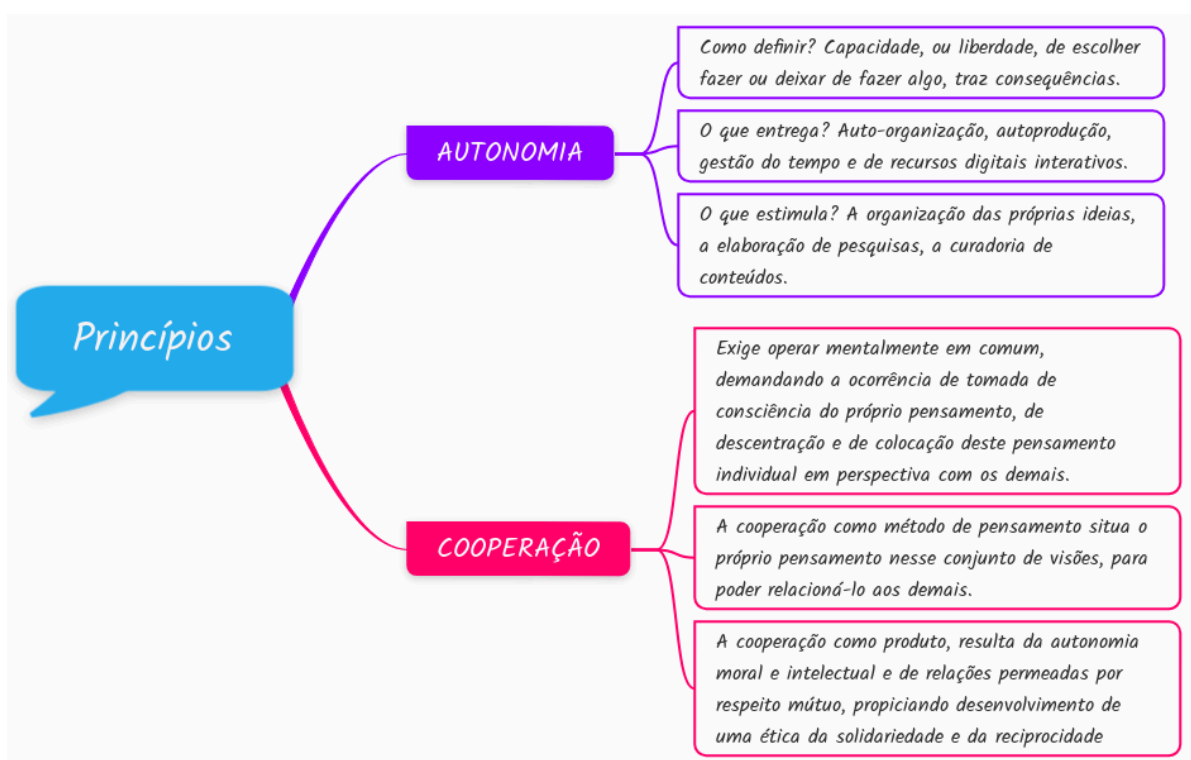 Princípios
AUTONOMIA
Como definir? Capacidade, ou liberdade, de escolher
fazer ou deixar de fazer algo, traz consequências.
O que entrega? Auto-organização, autoprodução,
gestão do tempo e de recursos digitais interativos.
O que estimula? A organização das próprias ideias,
a elaboração de pesquisas, a curadoria de
conteúdos.
COOPERAÇÃO
Exige operar mentalmente em comum,
demandando a ocorrência de tomada de
consciência do próprio pensamento, de
descentração e de colocação deste pensamento
individual em perspectiva com os demais.
A cooperação como método de pensamento situa o
próprio pensamento nesse conjunto de visões, para
poder relacioná-lo aos demais.
A cooperação como produto, resulta da autonomia
moral e intelectual e de relações permeadas por
respeito mútuo, propiciando desenvolvimento de
uma ética da solidariedade e da reciprocidade